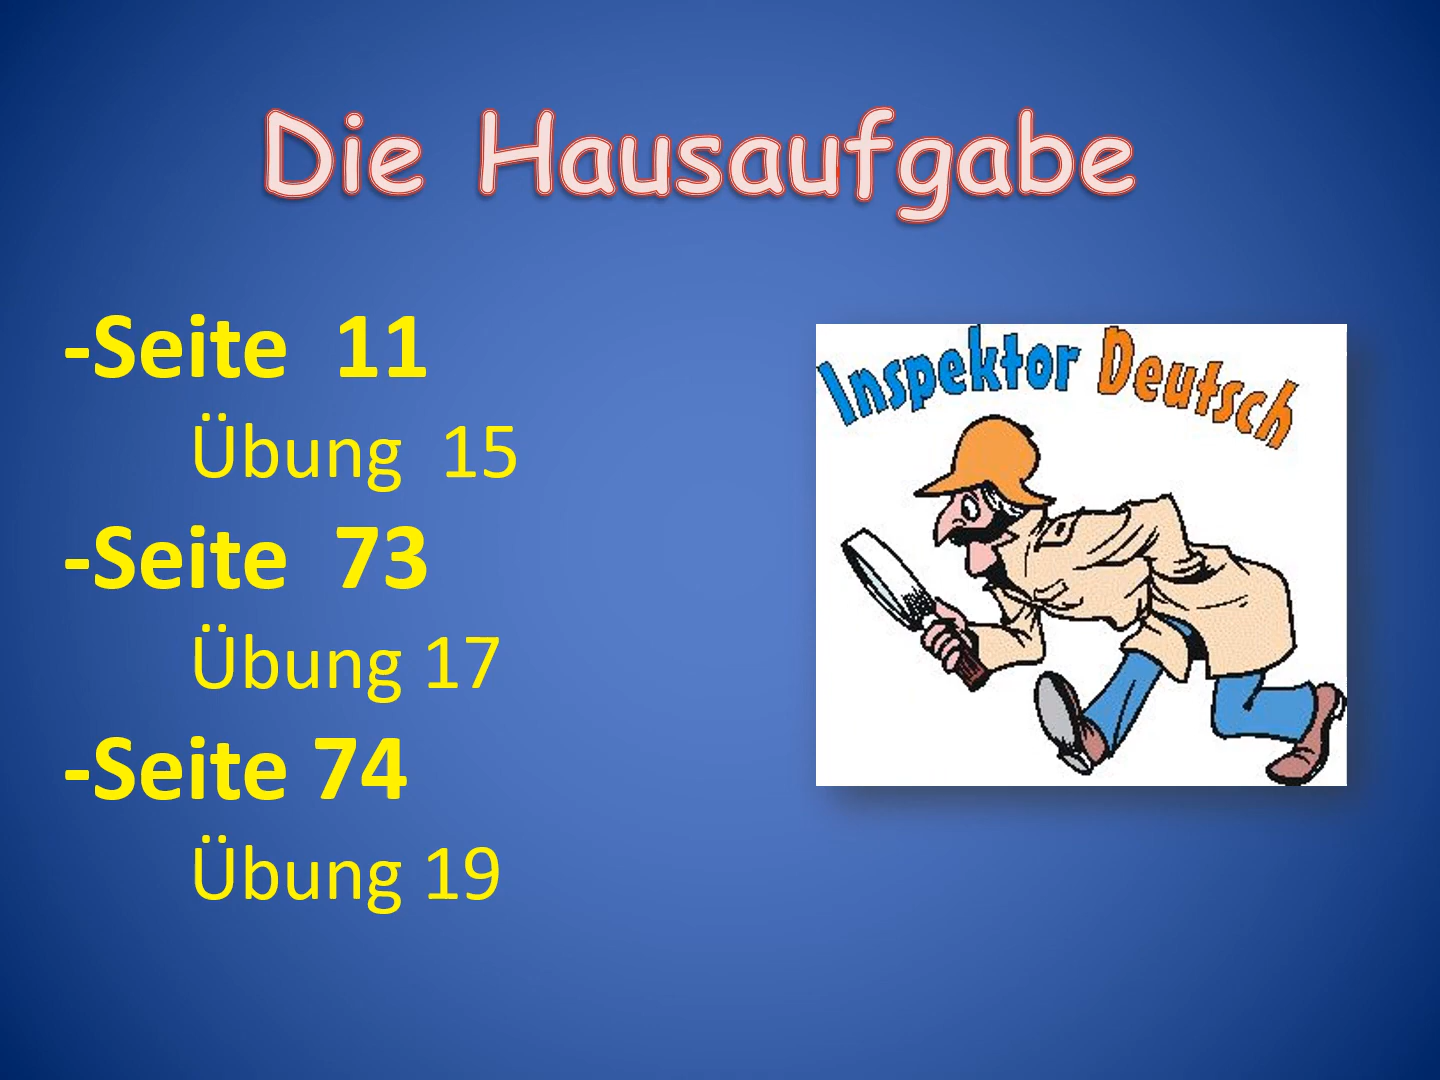 Die Hausaufgabe
-Seite 11
Übung 15
-Seite 73
Übung 17
-Seite 74
Übung 19
Inspektor Deutsch